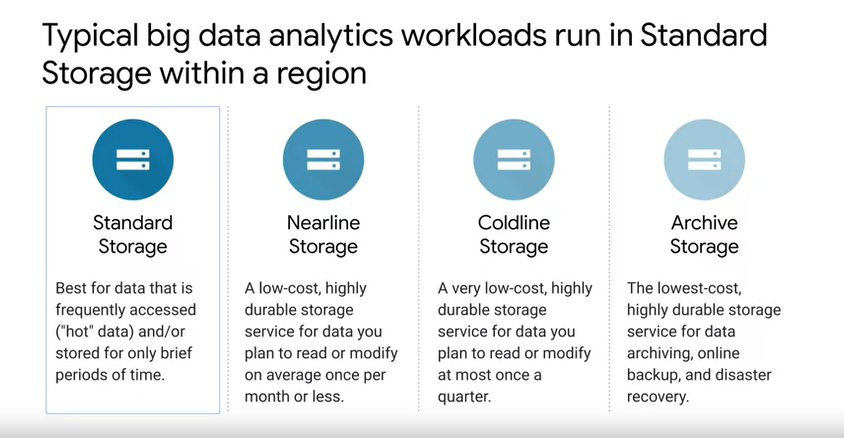 Typical big data analytics workloads run in Standard
Storage within a region
Standard
Storage
Best for data that is
frequently accessed
("hot" data) and/or
stored for only brief
periods of time.
Nearline
Storage
A low-cost, highly
durable storage
service for data you
plan to read or modify
on average once per
month or less.
Coldline
Storage
A very low-cost, highly
durable storage
service for data you
plan to read or modify
at most once a
quarter.
Archive
Storage
The lowest-cost,
highly durable storage
service for data
archiving, online
backup, and disaster
recovery.